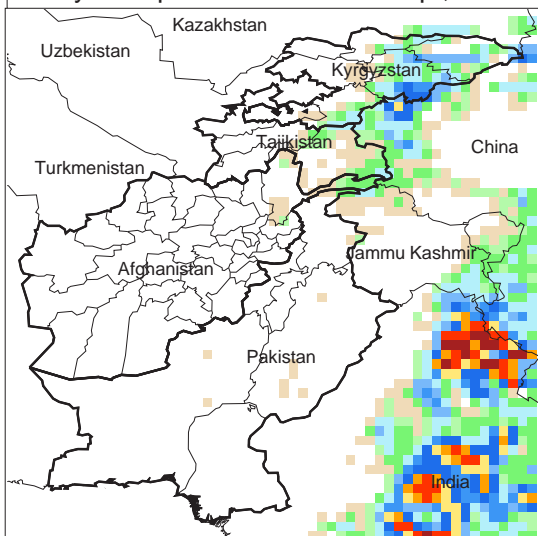 Kazakhstan
Uzbekistan
Kyrgyzstan
China
Tajikistan
Turkmenistan
Jammu Kashmir
Afghanistan
Pakistan
India